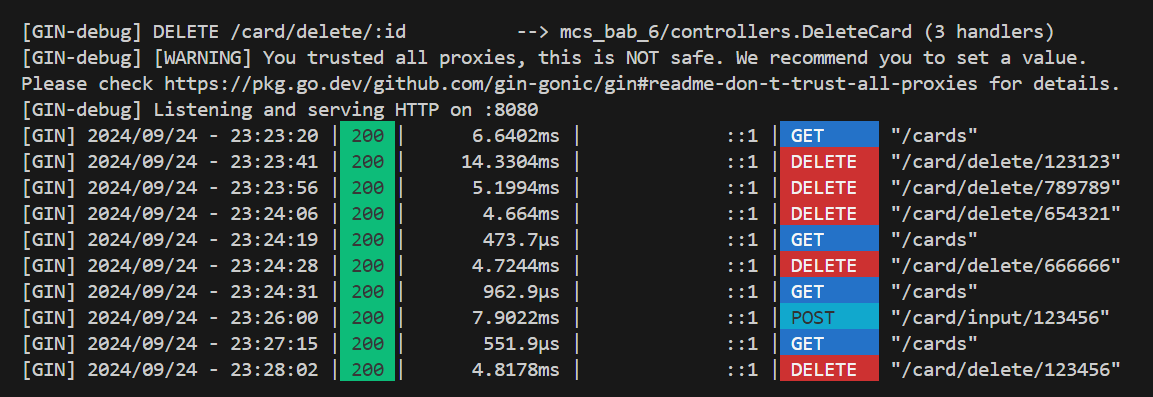 [GIN-debug] DELETE /card/delete/:id          --> mcs_bab_6/controllers.DeleteCard (3 handlers)
[GIN-debug] [WARNING] You trusted all proxies, this is NOT safe. We recommend you to set a value.
Please check https://pkg.go.dev/github.com/gin-gonic/gin#readme-don-t-trust-all-proxies for details.
[GIN-debug] Listening and serving HTTP on :8080
[GIN] 2024/09/24 - 23:23:20 | 200 |      6.6402ms |             ::1 | GET      "/cards"
[GIN] 2024/09/24 - 23:23:41 | 200 |     14.3304ms |             ::1 | DELETE   "/card/delete/123123"
[GIN] 2024/09/24 - 23:23:56 | 200 |      5.1994ms |             ::1 | DELETE   "/card/delete/789789"
[GIN] 2024/09/24 - 23:24:06 | 200 |       4.664ms |             ::1 | DELETE   "/card/delete/654321"
[GIN] 2024/09/24 - 23:24:19 | 200 |       473.7µs |             ::1 | GET      "/cards"
[GIN] 2024/09/24 - 23:24:28 | 200 |      4.7244ms |             ::1 | DELETE   "/card/delete/666666"
[GIN] 2024/09/24 - 23:24:31 | 200 |       962.9µs |             ::1 | GET      "/cards"
[GIN] 2024/09/24 - 23:26:00 | 200 |      7.9022ms |             ::1 | POST     "/card/input/123456"
[GIN] 2024/09/24 - 23:27:15 | 200 |       551.9µs |             ::1 | GET      "/cards"
[GIN] 2024/09/24 - 23:28:02 | 200 |      4.8178ms |             ::1 | DELETE   "/card/delete/123456"